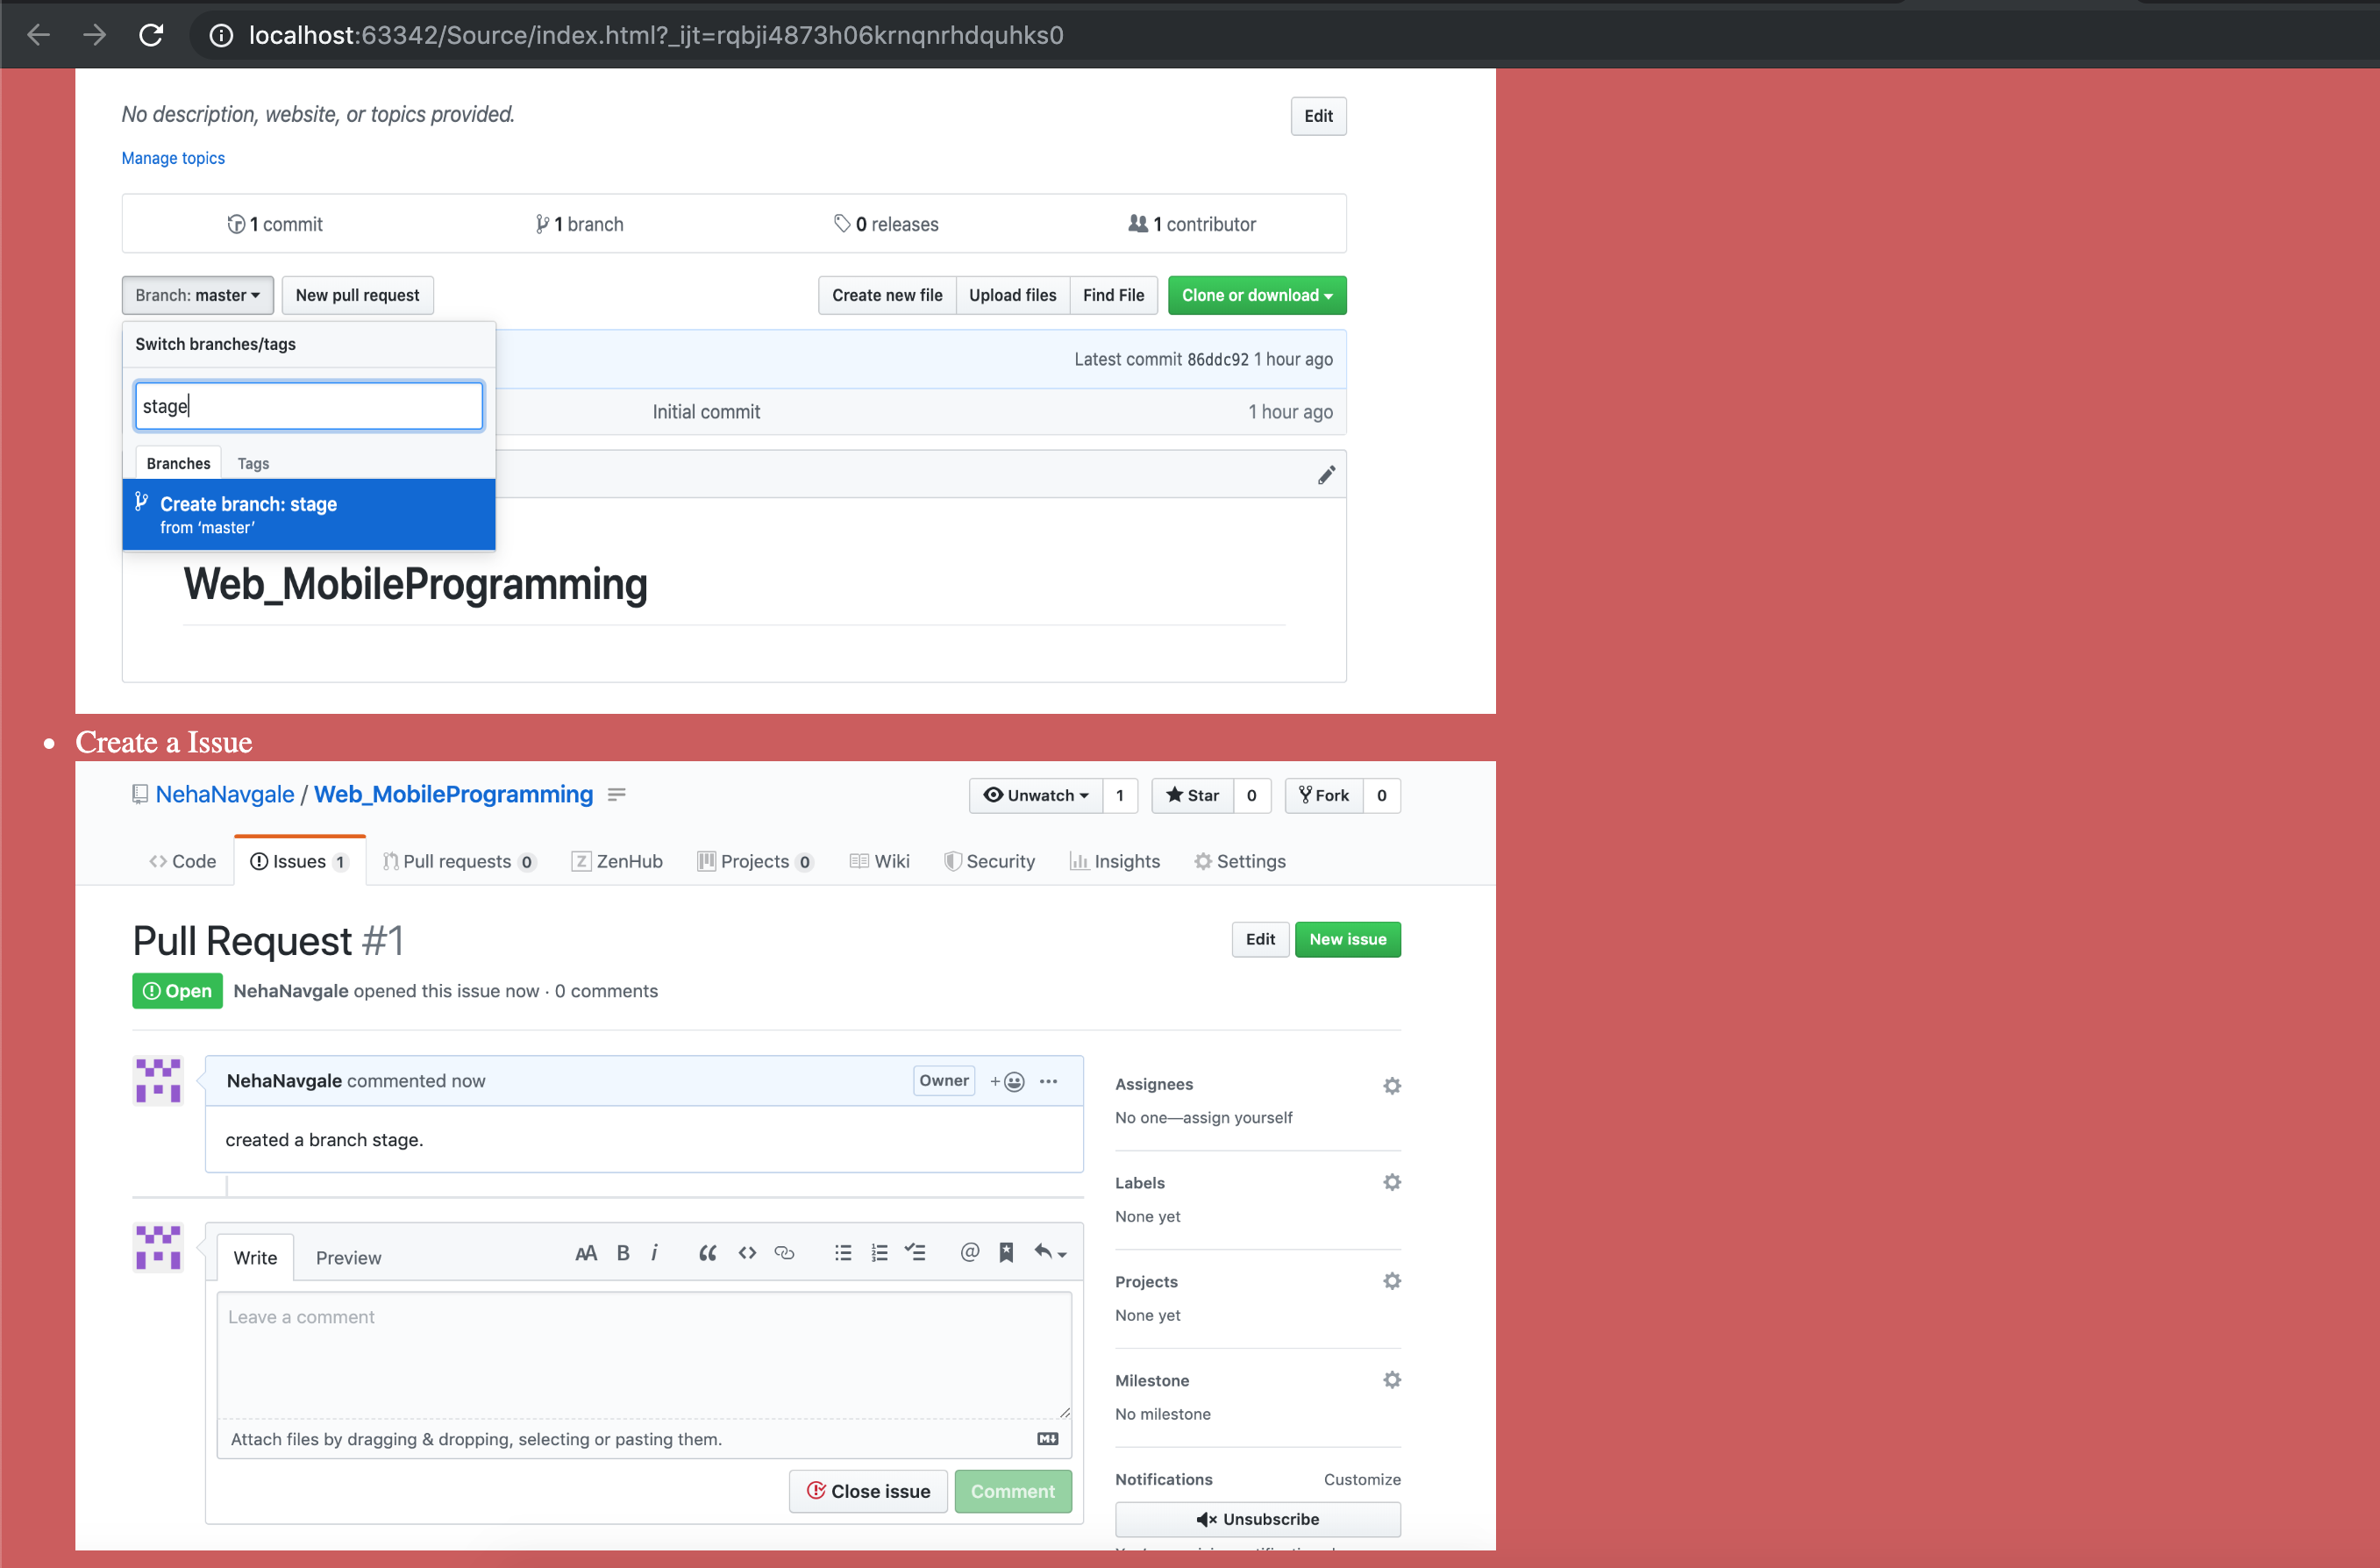 localhost:63342/Source/index.html?_ijt=rqbji4873h06krnqnrhdquhks0
No description, website, or topics provided.
Edit
Manage topics
1 commit
1 branch
0 releases
1 contributor
Branch: master
New pull request
Create new file
Upload files
Find File
Clone or download
Switch branches/tags
Latest commit 86ddc92 1 hour ago
stage
Initial commit
1 hour ago
Branches
Tags
Create branch: stage
from ‘master’
Web_MobileProgramming
• Create a Issue
NehaNavgale / Web_MobileProgramming
Unwatch 1
Star 0
Fork 0
Code
Issues 1
Pull requests 0
ZenHub
Projects 0
Wiki
Security
Insights
Settings
Pull Request #1
Edit
New issue
Open
NehaNavgale opened this issue now · 0 comments
NehaNavgale commented now
Owner
Assignees
No one—assign yourself
created a branch stage.
Labels
None yet
Write
Preview
Projects
None yet
Leave a comment
Milestone
No milestone
Attach files by dragging & dropping, selecting or pasting them.
Notifications
Customize
Close issue
Comment
Unsubscribe